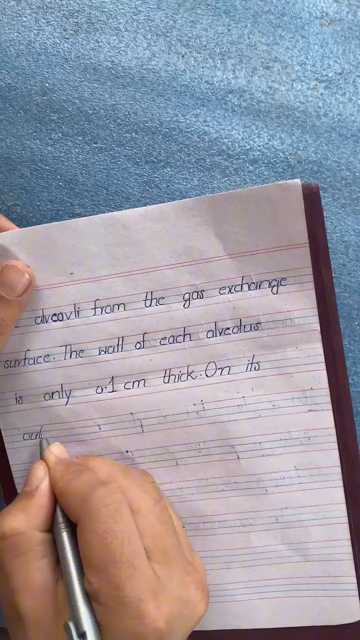 alveovli from the gas exchange
surface. The wall of each alveolus
is only 0.1 cm thick. On its
out